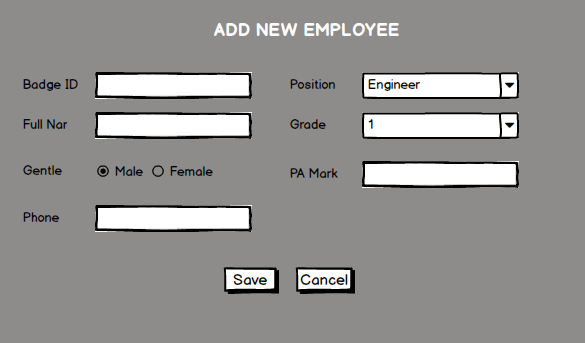 ADD NEW EMPLOYEE
Badge ID
Position
Engineer
Full Nar
Grade
1
Gentle
Male
Female
PA Mark
Phone
Save
Cancel